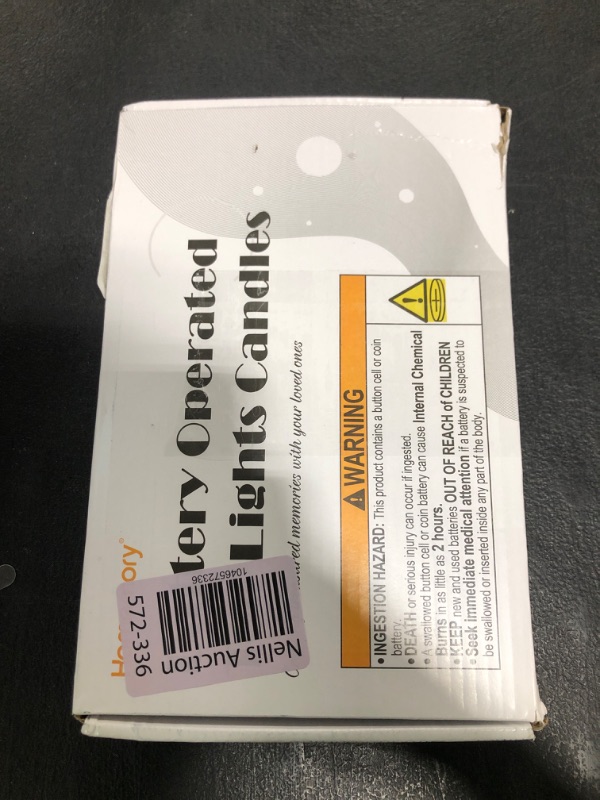 tery Operated
Lights Candles
memories with your loved ones
Nellis Auction
1046572336
572-336
WARNING
• INGESTION HAZARD: This product contains a button cell or coin
battery.
• DEATH or serious injury can occur if ingested.
• A swallowed button cell or coin battery can cause Internal Chemical
Burns in as little as 2 hours.
• KEEP new and used batteries OUT OF REACH of CHILDREN
• Seek immediate medical attention if a battery is suspected to
be swallowed or inserted inside any part of the body.